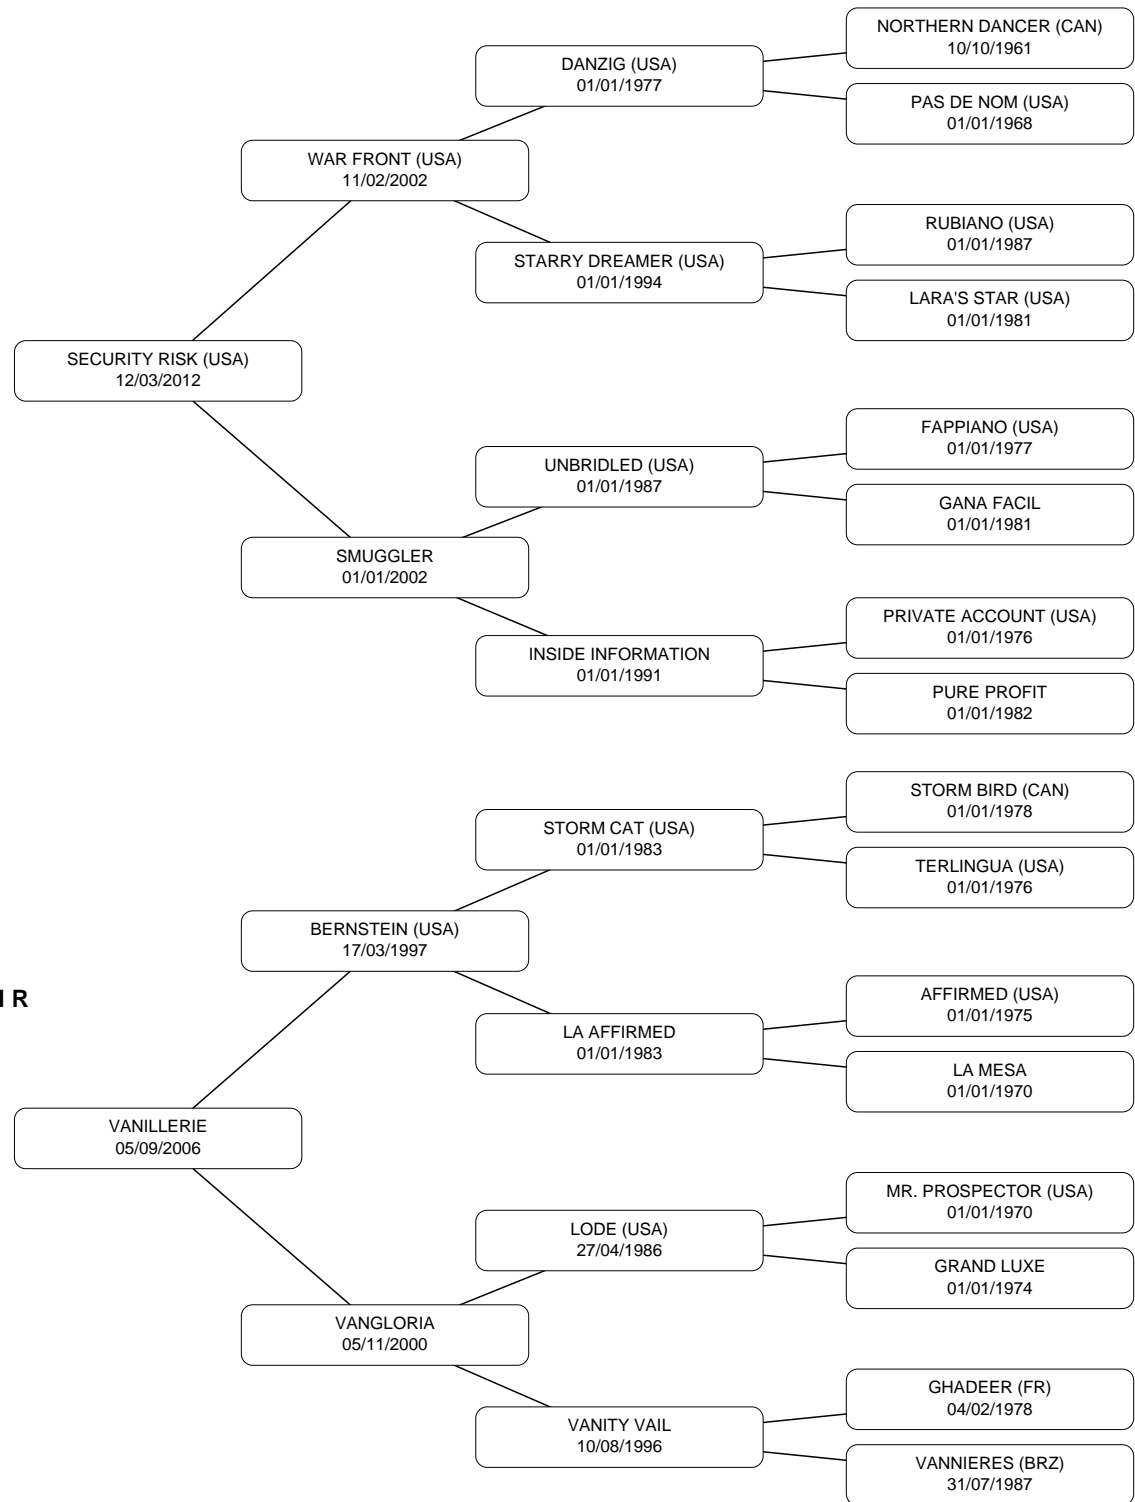 NORTHERN DANCER (CAN)
10/10/1961
DANZIG (USA)
01/01/1977
PAS DE NOM (USA)
01/01/1968
WAR FRONT (USA)
11/02/2002
RUBIANO (USA)
01/01/1987
STARRY DREAMER (USA)
01/01/1994
LARA'S STAR (USA)
01/01/1981
SECURITY RISK (USA)
12/03/2012
FAPPIANO (USA)
01/01/1977
UNBRIDLED (USA)
01/01/1987
GANA FACIL
01/01/1981
SMUGGLER
01/01/2002
PRIVATE ACCOUNT (USA)
01/01/1976
INSIDE INFORMATION
01/01/1991
PURE PROFIT
01/01/1982
STORM BIRD (CAN)
01/01/1978
STORM CAT (USA)
01/01/1983
TERLINGUA (USA)
01/01/1976
BERNSTEIN (USA)
17/03/1997
AFFIRMED (USA)
01/01/1975
R
LA AFFIRMED
01/01/1983
LA MESA
01/01/1970
VANILLERIE
05/09/2006
MR. PROSPECTOR (USA)
01/01/1970
LODE (USA)
27/04/1986
GRAND LUXE
01/01/1974
VANGLORIA
05/11/2000
GHADEER (FR)
04/02/1978
VANITY VAIL
10/08/1996
VANNIERES (BRZ)
31/07/1987